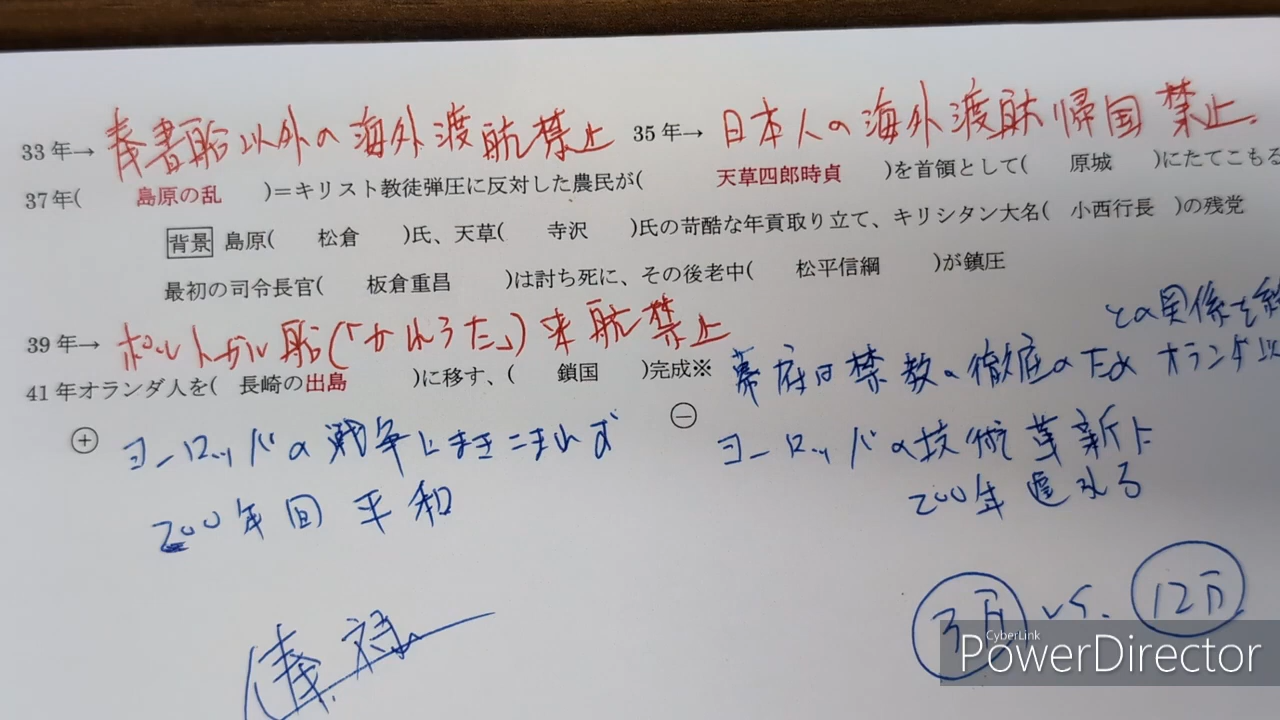 33年→ 奉書船以外の海外渡航禁止 35年→ 日本人の海外渡航帰国禁止。
37年( 島原の乱 )＝キリスト教徒弾圧に反対した農民が( 天草四郎時貞 )を首領として( 原城 )にたてこもる
背景 島原( 松倉 )氏、天草( 寺沢 )氏の苛酷な年貢取り立て、キリシタン大名( 小西行長 )の残党
最初の司令長官( 板倉重昌 )は討ち死に、その後老中( 松平信綱 )が鎮圧
39年→ ポルトガル船(「かれうた」)来航禁止
との関係を
41年オランダ人を( 長崎の出島 )に移す、( 鎖国 )完成※ 幕府は禁教の徹底のため オランダ以
⊕ ヨーロッパの戦争にまきこまれず
200年間 平和
⊖ ヨーロッパの技術革新に
200年 遅れる
俸禄
3万 vs. 12万
CyberLink
PowerDirector